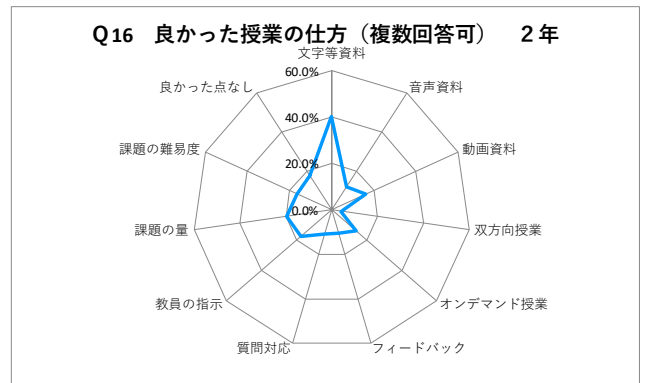 Q16 良かった授業の仕方（複数回答可） 2年
文字等資料
60.0%
良かった点なし
音声資料
40.0%
課題の難易度
動画資料
20.0%
0.0%
課題の量
双方向授業
教員の指示
オンデマンド授業
質問対応
フィードバック